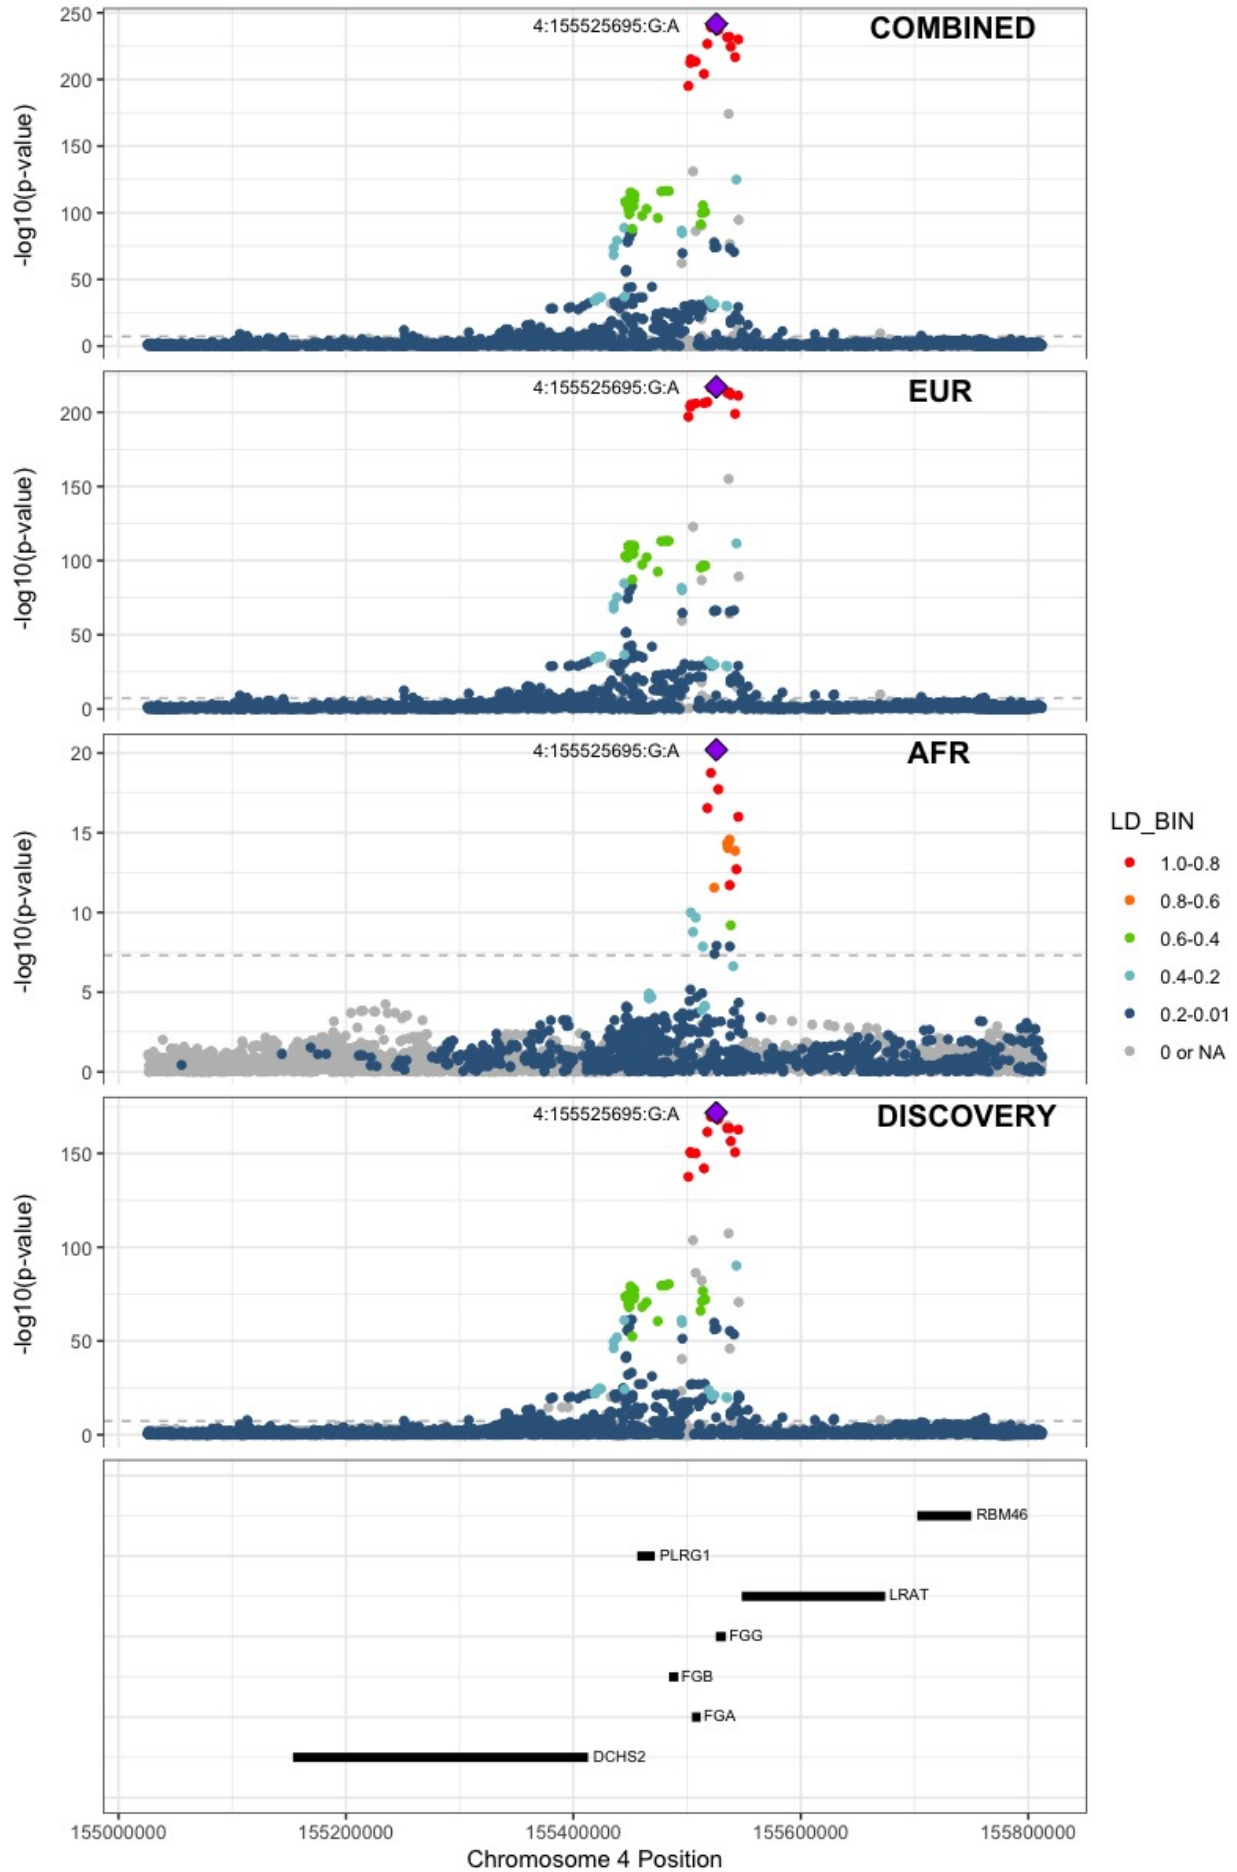 4:155525695:G:A
COMBINED
250
200
150
100
50
0
-log10(p-value)
4:155525695:G:A
EUR
200
150
100
50
0
-log10(p-value)
4:155525695:G:A
AFR
20
15
10
5
0
-log10(p-value)
LD_BIN
1.0-0.8
0.8-0.6
0.6-0.4
0.4-0.2
0.2-0.01
0 or NA
4:155525695:G:A
DISCOVERY
150
100
50
0
-log10(p-value)
RBM46
PLRG1
LRAT
FGG
FGB
FGA
DCHS2
155000000 155200000 155400000 155600000 155800000
Chromosome 4 Position